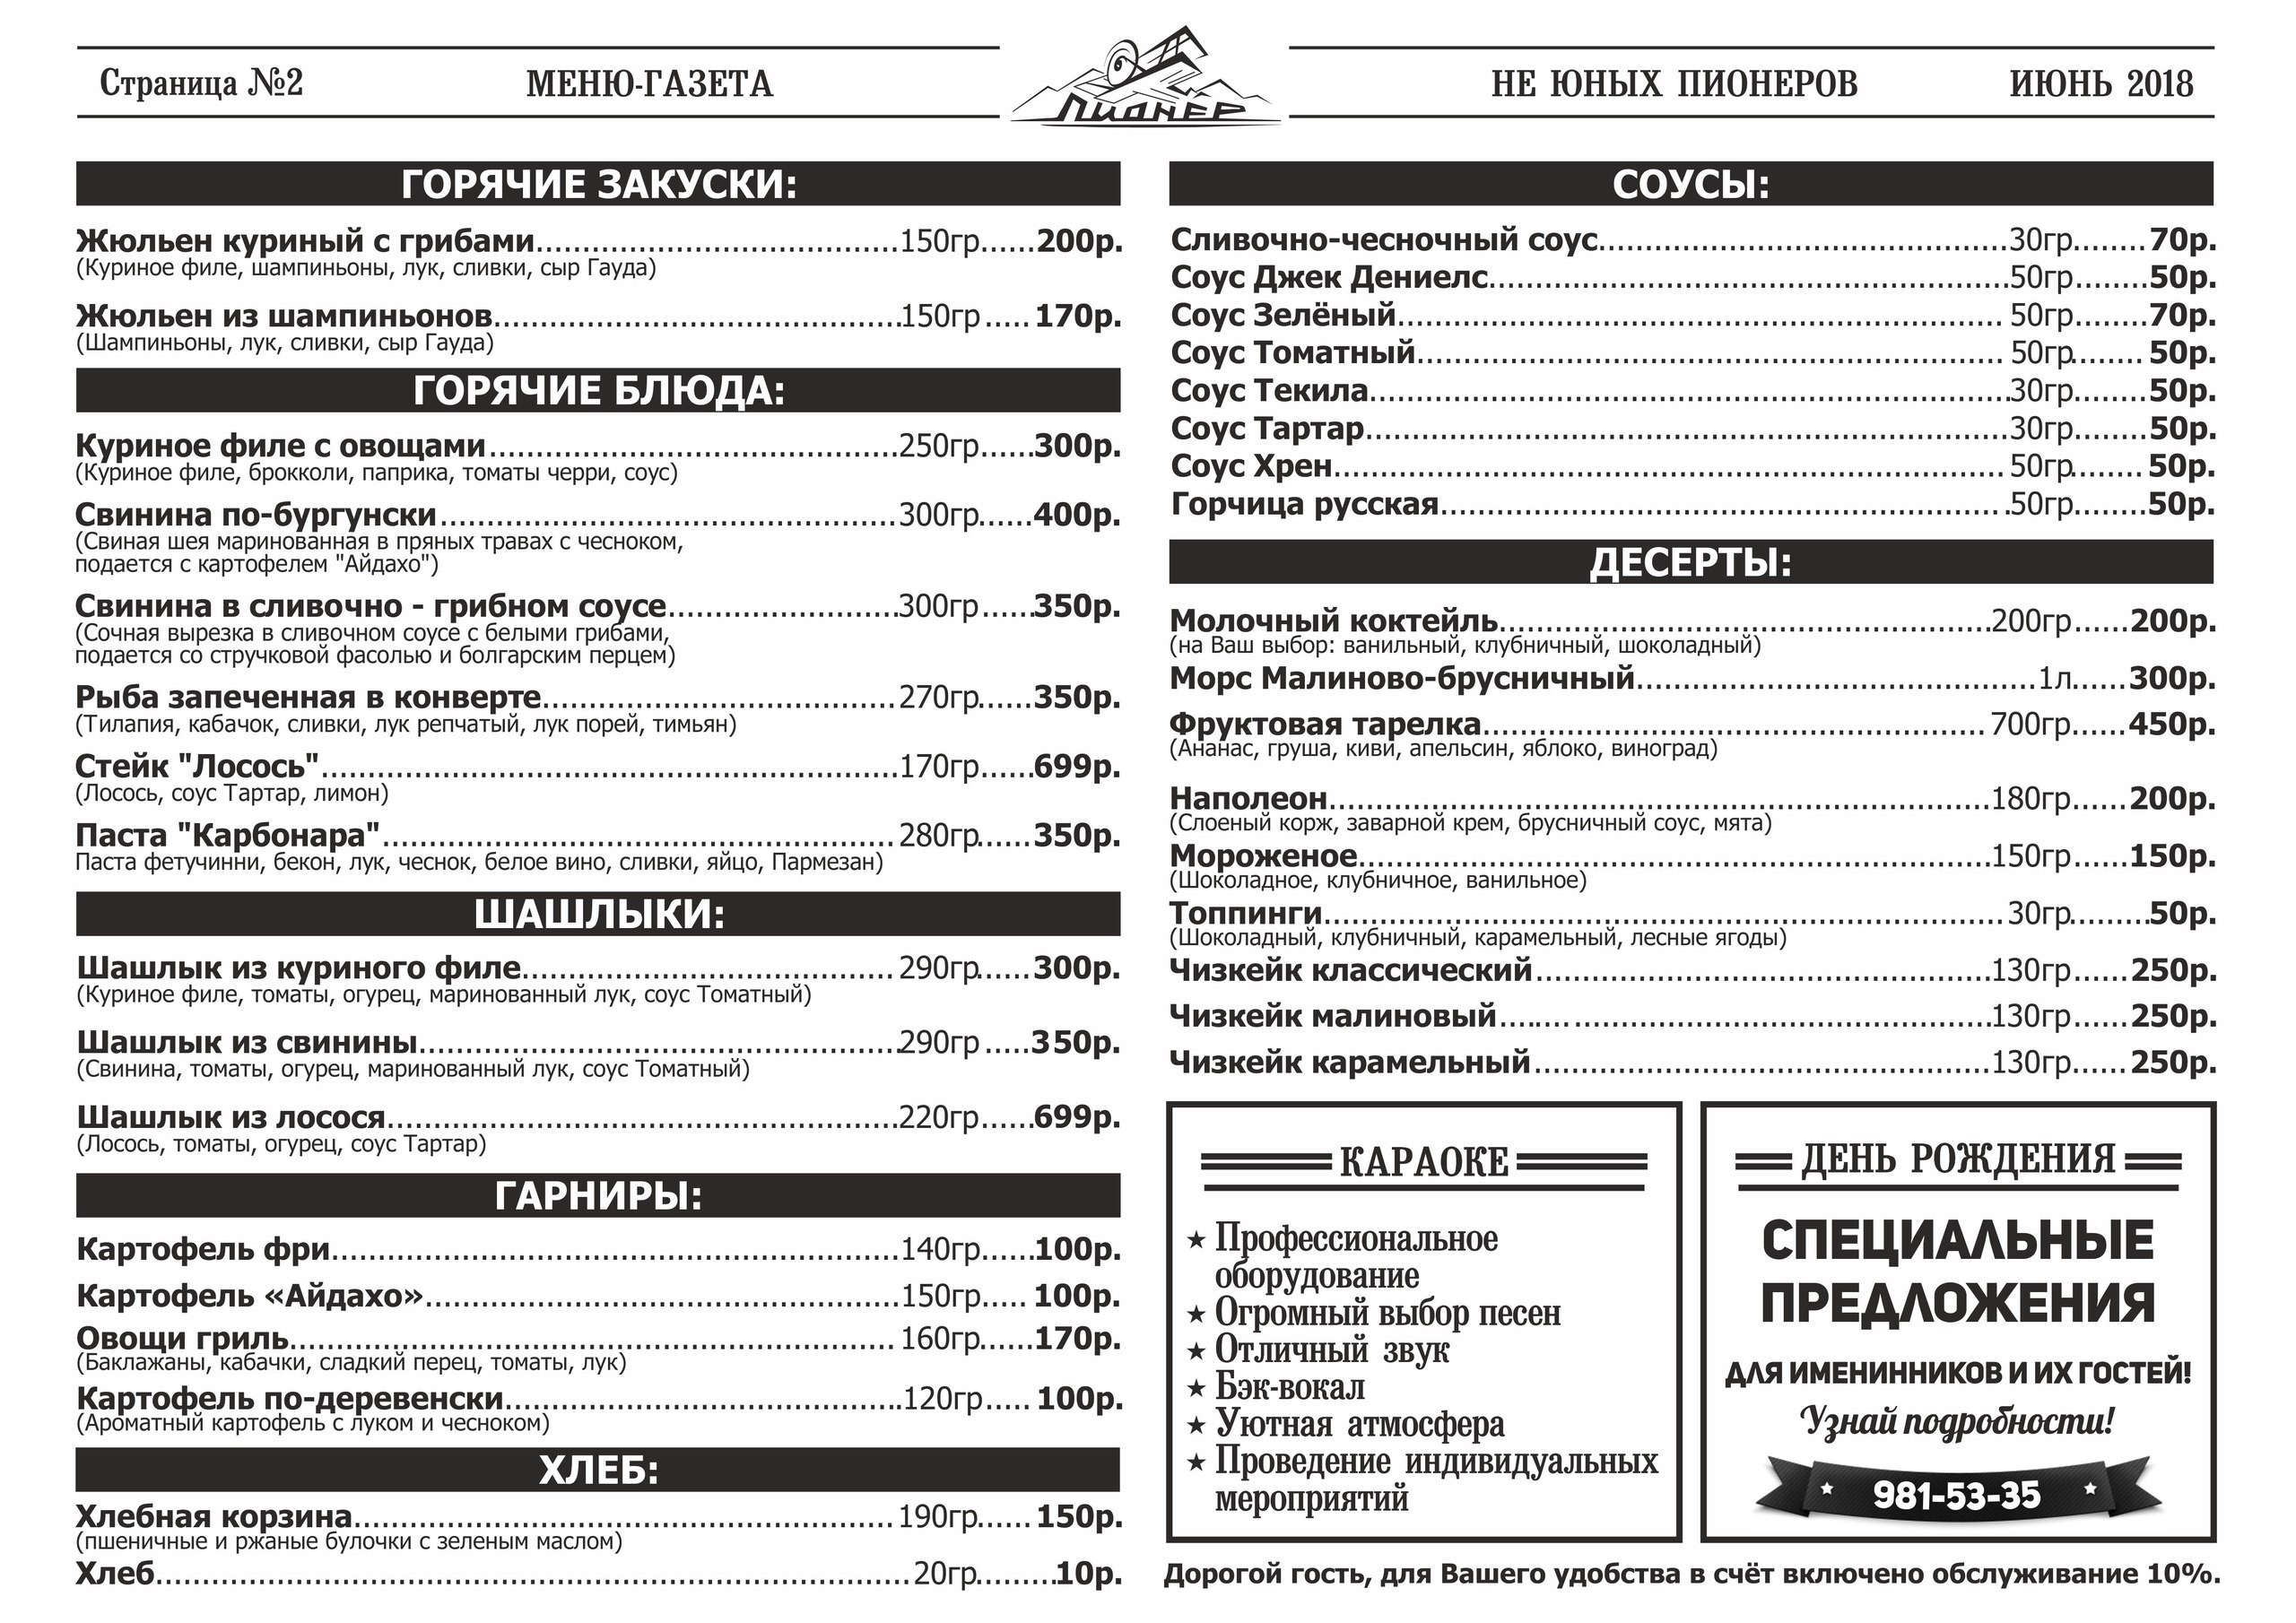 Страница №2
МЕНЮ-ГАЗЕТА
Пионер
НЕ ЮНЫХ ПИОНЕРОВ
ИЮНЬ 2018
ГОРЯЧИЕ ЗАКУСКИ:
Жюльен куриный с грибами......150гр......200р.
(Куриное филе, шампиньоны, лук, сливки, сыр Гауда)
Жюльен из шампиньонов......150гр.....170р.
(Шампиньоны, лук, сливки, сыр Гауда)
ГОРЯЧИЕ БЛЮДА:
Куриное филе с овощами......250гр......300р.
(Куриное филе, брокколи, паприка, томаты черри, соус)
Свинина по-бургунски......300гр......400р.
(Свиная шея маринованная в пряных травах с чесноком,
подается с картофелем "Айдахо")
Свинина в сливочно - грибном соусе......300гр......350р.
(Сочная вырезка в сливочном соусе с белыми грибами,
подается со стручковой фасолью и болгарским перцем)
Рыба запеченная в конверте......270гр......350р.
(Тилапия, кабачок, сливки, лук репчатый, лук порей, тимьян)
Стейк "Лосось"......170гр......699р.
(Лосось, соус Тартар, лимон)
Паста "Карбонара"......280гр......350р.
Паста фетучинни, бекон, лук, чеснок, белое вино, сливки, яйцо, Пармезан)
ШАШЛЫКИ:
Шашлык из куриного филе......290гр......300р.
(Куриное филе, томаты, огурец, маринованный лук, соус Томатный)
Шашлык из свинины......290гр.....350р.
(Свинина, томаты, огурец, маринованный лук, соус Томатный)
Шашлык из лосося......220гр......699р.
(Лосось, томаты, огурец, соус Тартар)
ГАРНИРЫ:
Картофель фри......140гр......100р.
Картофель «Айдахо»......150гр.....100р.
Овощи гриль......160гр......170р.
(Баклажаны, кабачки, сладкий перец, томаты, лук)
Картофель по-деревенски......120гр.....100р.
(Ароматный картофель с луком и чесноком)
ХЛЕБ:
Хлебная корзина......190гр......150р.
(пшеничные и ржаные булочки с зеленым маслом)
Хлеб......20гр.........10р.
СОУСЫ:
Сливочно-чесночный соус......30гр........70р.
Соус Джек Дениелс......50гр........50р.
Соус Зелёный......50гр........70р.
Соус Томатный......50гр........50р.
Соус Текила......30гр........50р.
Соус Тартар......30гр........50р.
Соус Хрен......50гр........50р.
Горчица русская......50гр........50р.
ДЕСЕРТЫ:
Молочный коктейль......200гр......200р.
(на Ваш выбор: ванильный, клубничный, шоколадный)
Морс Малиново-брусничный......1л......300р.
Фруктовая тарелка......700гр......450р.
(Ананас, груша, киви, апельсин, яблоко, виноград)
Наполеон......180гр......200р.
(Слоеный корж, заварной крем, брусничный соус, мята)
Мороженое......150гр......150р.
(Шоколадное, клубничное, ванильное)
Топпинги......30гр.........50р.
(Шоколадный, клубничный, карамельный, лесные ягоды)
Чизкейк классический......130гр......250р.
Чизкейк малиновый......130гр......250р.
Чизкейк карамельный......130гр......250р.
КАРАОКЕ
★ Профессиональное
оборудование
★ Огромный выбор песен
★ Отличный звук
★ Бэк-вокал
★ Уютная атмосфера
★ Проведение индивидуальных
мероприятий
ДЕНЬ РОЖДЕНИЯ
СПЕЦИАЛЬНЫЕ
ПРЕДЛОЖЕНИЯ
ДЛЯ ИМЕНИННИКОВ И ИХ ГОСТЕЙ!
Узнай подробности!
981-53-35
Дорогой гость, для Вашего удобства в счёт включено обслуживание 10%.